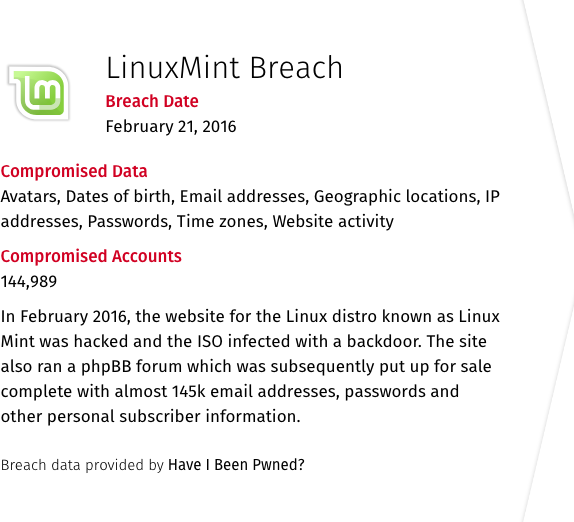 lm
LinuxMint Breach
Breach Date
February 21, 2016
Compromised Data
Avatars, Dates of birth, Email addresses, Geographic locations, IP
addresses, Passwords, Time zones, Website activity
Compromised Accounts
144,989
In February 2016, the website for the Linux distro known as Linux
Mint was hacked and the ISO infected with a backdoor. The site
also ran a phpBB forum which was subsequently put up for sale
complete with almost 145k email addresses, passwords and
other personal subscriber information.
Breach data provided by Have I Been Pwned?